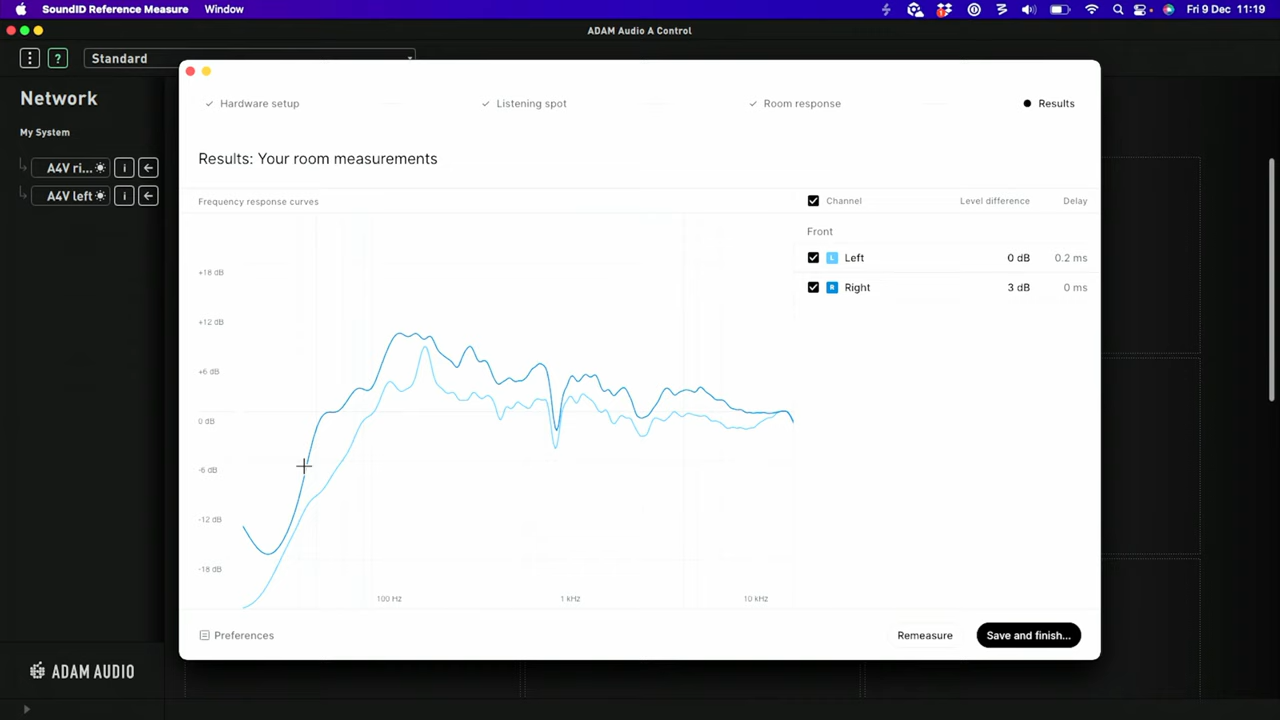 SoundID Reference Measure Window Fri 9 Dec 11:19
ADAM Audio A Control
? Standard
Network
My System
A4V ri... i
A4V left i
Hardware setup Listening spot Room response Results
Results: Your room measurements
Frequency response curves
Channel Level difference Delay
Front
L Left 0 dB 0.2 ms
R Right 3 dB 0 ms
+18 dB
+12 dB
+6 dB
0 dB
-6 dB
-12 dB
-18 dB
100 Hz 1 kHz 10 kHz
Preferences
Remeasure Save and finish...
ADAM AUDIO